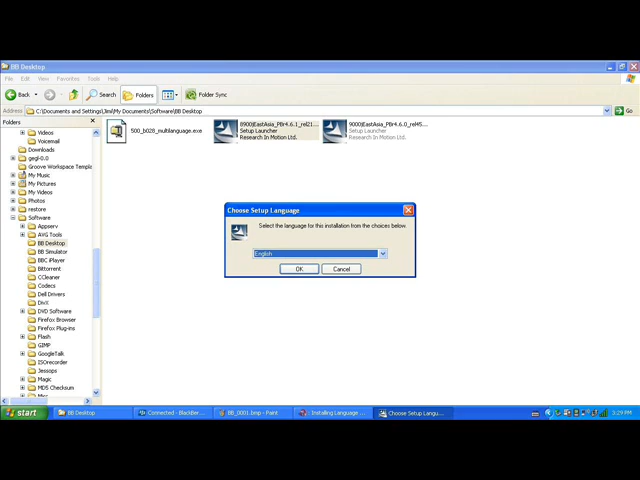 BB Desktop
File Edit View Favorites Tools Help
Back Search Folders Folder Sync
Address C:\Documents and Settings\Jim\My Documents\Software\BB Desktop Go
Folders
Videos
Voicemail
Downloads
gegl-0.0
Groove Workspace Templa
My Music
My Pictures
My Videos
Photos
restore
Software
Appserv
AVG Tools
BB Desktop
BB Simulator
BBC iPlayer
Bittorrent
CCleaner
Codecs
Dell Drivers
DivX
DVD Software
Firefox Browser
Firefox Plug-ins
Flash
GIMP
GoogleTalk
ISOrecorder
Jessops
Magic
MD5 Checksum
500_b028_multilanguage.exe
8900jEastAsia_PBr4.6.1_rel21...
Setup Launcher
Research In Motion Ltd.
9000jEastAsia_PBr4.6.0_rel45...
Setup Launcher
Research In Motion Ltd.
Choose Setup Language
Select the language for this installation from the choices below.
English
OK Cancel
start BB Desktop Connected - BlackBer... BB_0001.bmp - Paint : Installing Language ... Choose Setup Langu... 3:29 PM